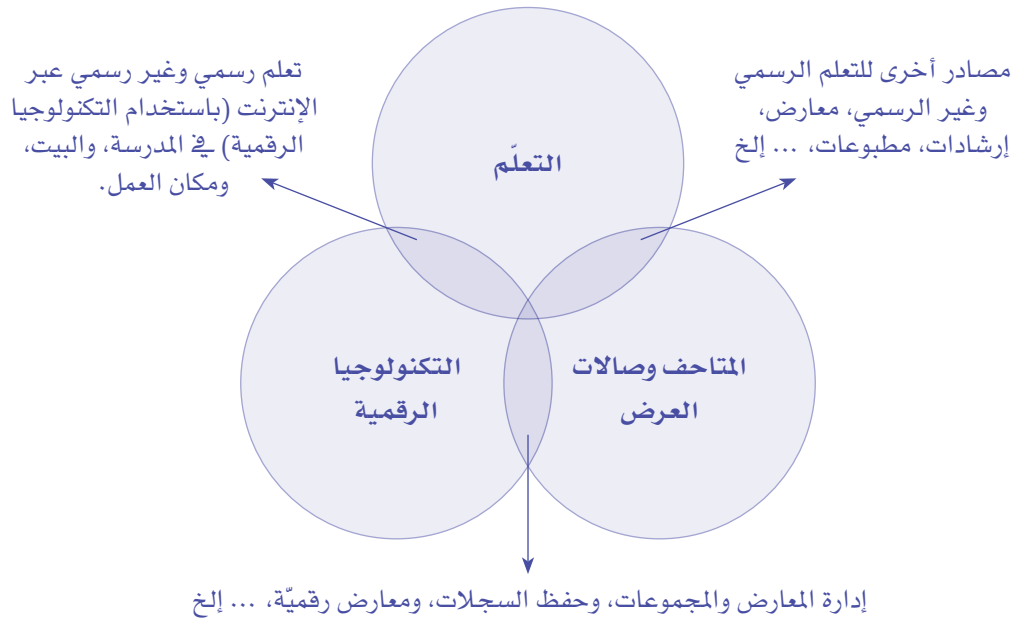 مصادر أخرى للتعلم الرسمي
وغير الرسمي، معارض،
إرشادات، مطبوعات، ... إلخ
تعلم رسمي وغير رسمي عبر
الإنترنت (باستخدام التكنولوجيا
الرقمية) في المدرسة، والبيت،
ومكان العمل.
التعلّم
المتاحف وصالات
العرض
التكنولوجيا
الرقمية
إدارة المعارض والمجموعات، وحفظ السجلات، ومعارض رقميّة، ... إلخ